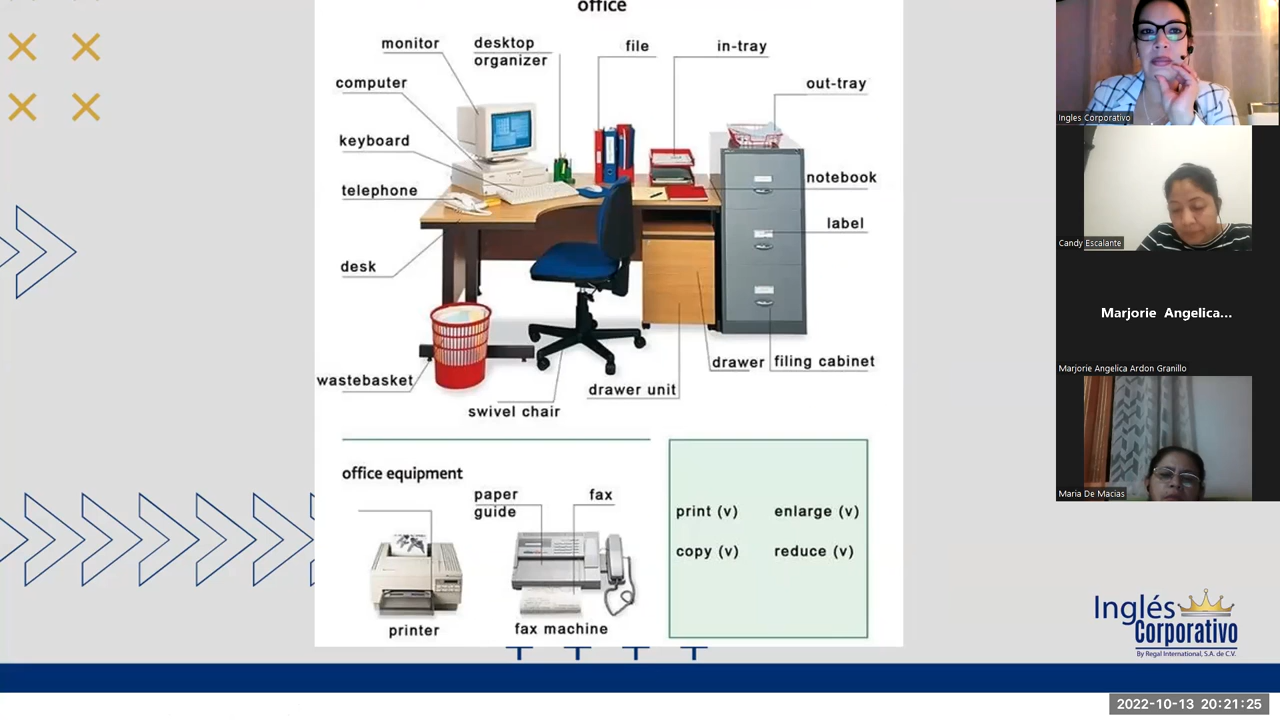 office
monitor
desktop
organizer
file
in-tray
out-tray
computer
keyboard
telephone
notebook
label
desk
wastebasket
swivel chair
drawer unit
drawer
filing cabinet
office equipment
paper
guide
fax
printer
fax machine
print (v)
enlarge (v)
copy (v)
reduce (v)
Ingles Corporativo
Candy Escalante
Marjorie Angelica...
Marjorie Angelica Ardon Granillo
Maria De Macias
Inglés
Corporativo
By Regal International, S.A. de C.V.
2022-10-13 20:21:25